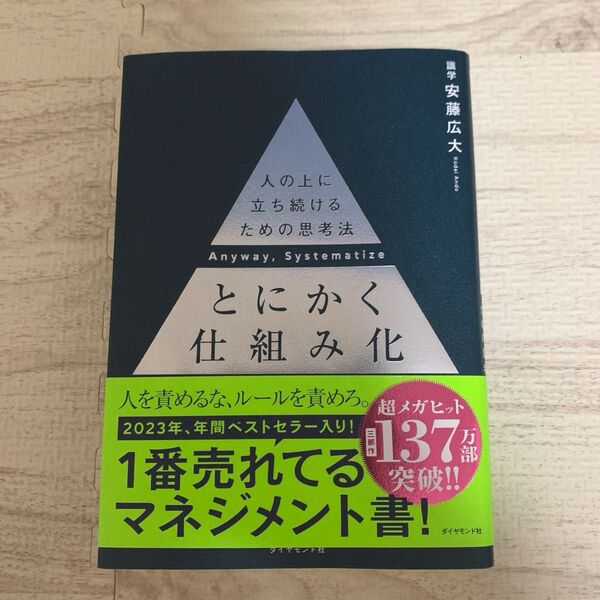 識学 安藤広大
Kodai Ando
人の上に
立ち続ける
ための思考法
Anyway, Systematize
とにかく
仕組み化
人を責めるな、ルールを責めろ。
2023年、年間ベストセラー入り!
1番売れてる
マネジメント書!
超メガヒット
三部作
137万部
突破!!
ダイヤモンド社
ダイヤモンド社